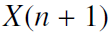 X(n + 1)